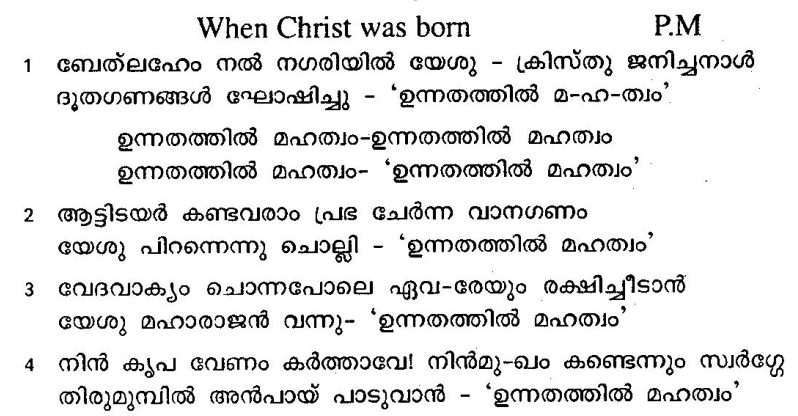 When Christ was born P.M
1 ബേത്‌ലഹേം നൽ നഗരിയിൽ യേശു – ക്രിസ്തു ജനിച്ചനാൾ
ദൂതഗണങ്ങൾ ഘോഷിച്ചു – ‘ഉന്നതത്തിൽ മ-ഹ-ത്വം’
ഉന്നതത്തിൽ മഹത്വം-ഉന്നതത്തിൽ മഹത്വം
ഉന്നതത്തിൽ മഹത്വം- ‘ഉന്നതത്തിൽ മഹത്വം’
2 ആട്ടിടയർ കണ്ടവരാം പ്രഭ ചേർന്ന വാനഗണം
യേശു പിറന്നെന്നു ചൊല്ലി – ‘ഉന്നതത്തിൽ മഹത്വം’
3 വേദവാക്യം ചൊന്നപോലെ ഏവ-രേയും രക്ഷിച്ചീടാൻ
യേശു മഹാരാജൻ വന്നു- ‘ഉന്നതത്തിൽ മഹത്വം’
4 നിൻ കൃപ വേണം കർത്താവേ! നിൻമു-ഖം കണ്ടെന്നും സ്വർഗ്ഗേ
തിരുമുമ്പിൽ അൻപായ് പാടുവാൻ – ‘ഉന്നതത്തിൽ മഹത്വം’